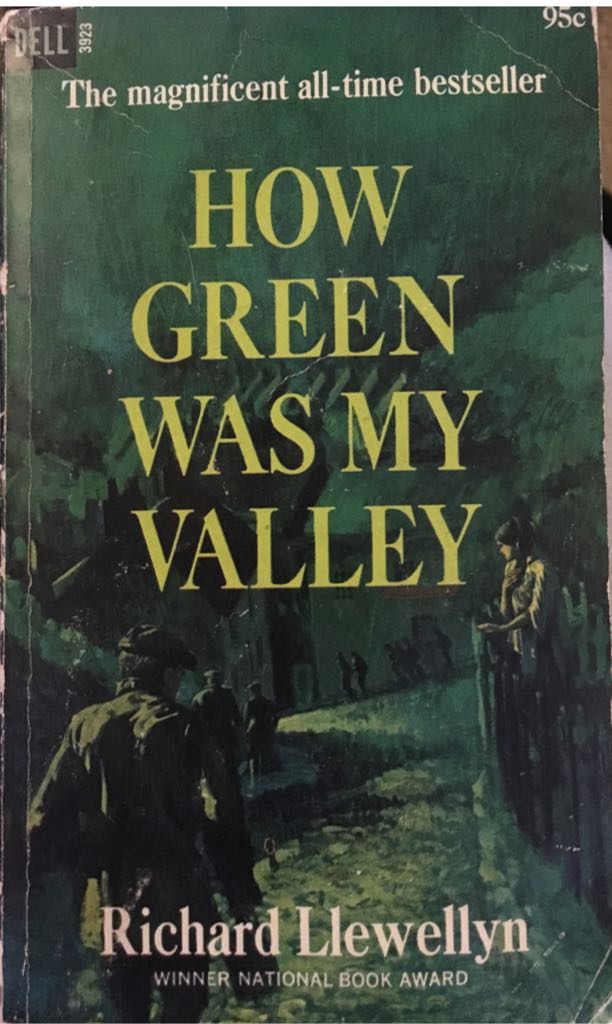 DELL
3923
95c
The magnificent all-time bestseller
HOW
GREEN
WAS MY
VALLEY
Richard Llewellyn
WINNER NATIONAL BOOK AWARD